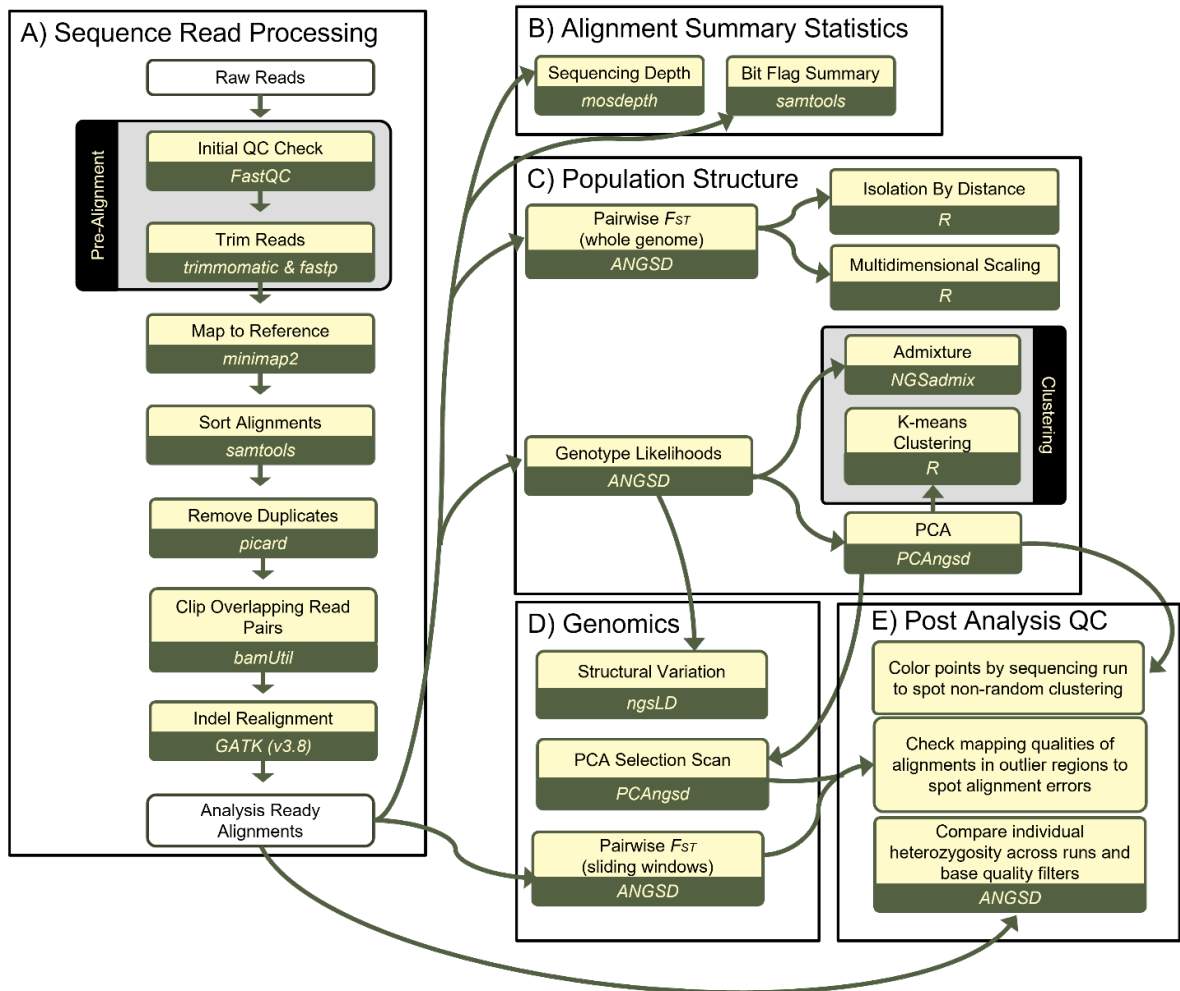 A) Sequence Read Processing
Raw Reads
Pre-Alignment
Initial QC Check
FastQC
Trim Reads
trimmomatic & fastp
Map to Reference
minimap2
Sort Alignments
samtools
Remove Duplicates
picard
Clip Overlapping Read
Pairs
bamUtil
Indel Realignment
GATK (v3.8)
Analysis Ready
Alignments
B) Alignment Summary Statistics
Sequencing Depth
mosdepth
Bit Flag Summary
samtools
C) Population Structure
Pairwise FST
(whole genome)
ANGSD
Isolation By Distance
R
Multidimensional Scaling
R
Genotype Likelihoods
ANGSD
Clustering
Admixture
NGSadmix
K-means
Clustering
R
PCA
PCAngsd
D) Genomics
Structural Variation
ngsLD
PCA Selection Scan
PCAngsd
Pairwise FST
(sliding windows)
ANGSD
E) Post Analysis QC
Color points by sequencing run
to spot non-random clustering
Check mapping qualities of
alignments in outlier regions to
spot alignment errors
Compare individual
heterozygosity across runs and
base quality filters
ANGSD